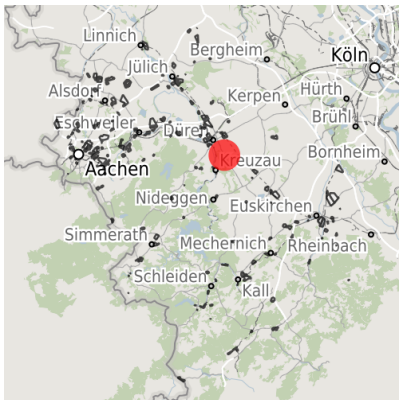 Linnich
Bergheim
Köln
Jülich
Alsdorf
Kerpen
Hürth
Brühl
Eschweiler
Düren
Bornheim
Kreuzau
Aachen
Nideggen
Euskirchen
Simmerath
Mechernich
Rheinbach
Schleiden
Kall